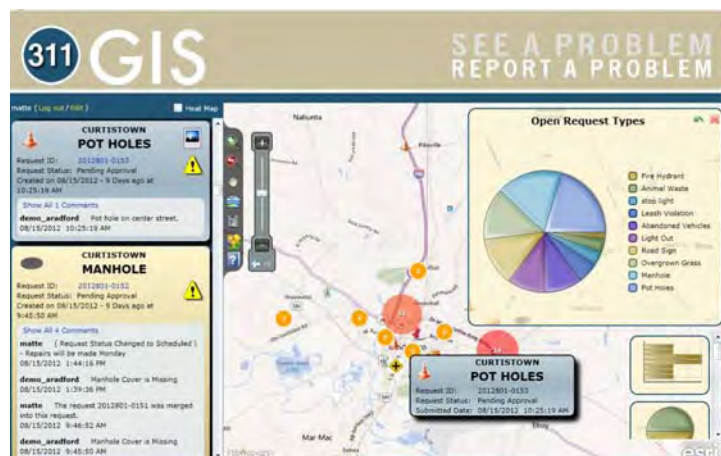 311 GIS
SEE A PROBLEM
REPORT A PROBLEM
matte (Log out / Edit)
Heat Map
CURTISTOWN
POT HOLES
Request ID: 2012801-0153
Request Status: Pending Approval
Created on 08/15/2012 - 9 Days ago at
10:25:19 AM
Show All 1 Comments
demo_aradford Pot hole on center street.
08/15/2012 10:25:19 AM
CURTISTOWN
MANHOLE
Request ID: 2012801-0152
Request Status: Pending Approval
Created on 08/15/2012 - 9 Days ago at
9:45:50 AM
Show All 4 Comments
matte ( Request Status Changed to Scheduled )
- Repairs will be made Monday
08/15/2012 1:44:16 PM
demo_aradford Manhole Cover is Missing
08/15/2012 1:39:36 PM
matte The request 2012801-0151 was merged
into this request.
08/15/2012 9:46:52 AM
demo_aradford Manhole Cover is Missing
08/15/2012 9:45:50 AM
Nahunta
Pikeville
Open Request Types
Fire Hydrant
Animal Waste
stop light
Leash Violation
Abandoned Vehicles
Light Out
Road Sign
Overgrown Grass
Manhole
Pot Holes
CURTISTOWN
POT HOLES
Request ID: 2012801-0153
Request Status: Pending Approval
Submitted Date: 08/15/2012 10:25:19 AM
Elroy
Mar-Mac
esri